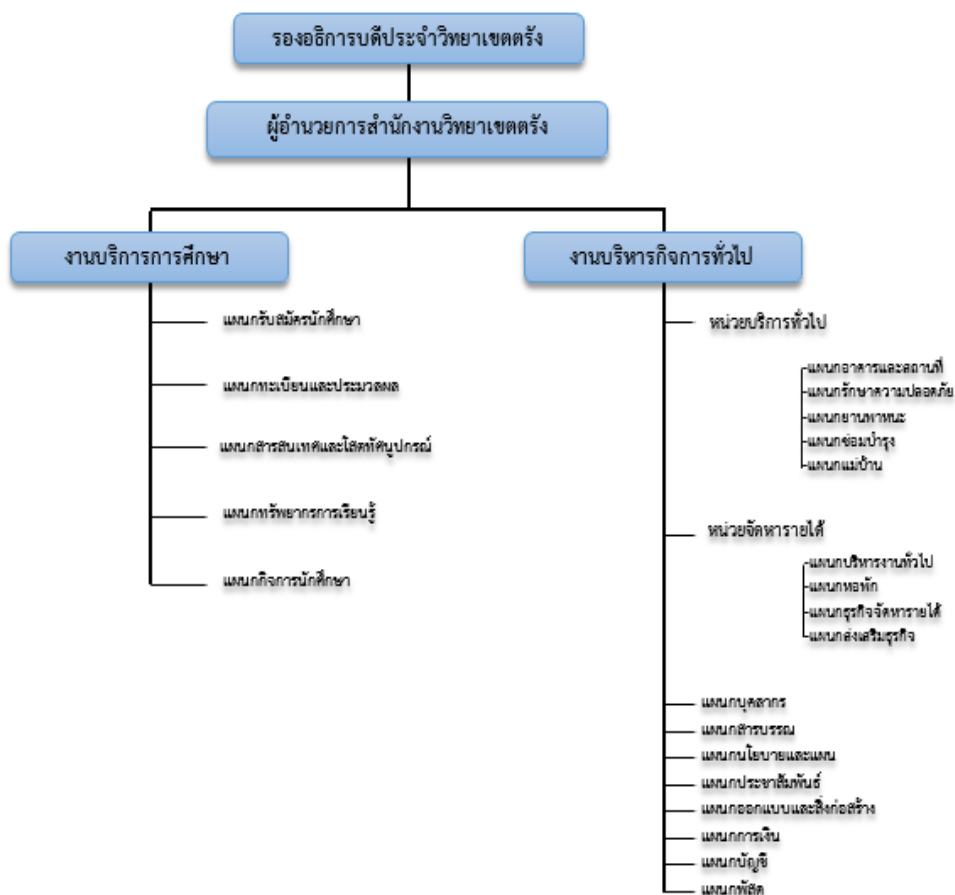 รองอธิการบดีประจำวิทยาเขตตรัง
ผู้อำนวยการสำนักงานวิทยาเขตตรัง
งานบริการการศึกษา
แผนกรับสมัครนักศึกษา
แผนกทะเบียนและประมวลผล
แผนกสารสนเทศและโสตทัศนูปกรณ์
แผนกทรัพยากรการเรียนรู้
แผนกกิจการนักศึกษา
งานบริหารกิจการทั่วไป
หน่วยบริการทั่วไป
แผนกอาคารและสถานที่
แผนกรักษาความปลอดภัย
แผนกยานพาหนะ
แผนกซ่อมบำรุง
แผนกแม่บ้าน
หน่วยจัดหารายได้
แผนกบริหารงานทั่วไป
แผนกหอพัก
แผนกธุรกิจจัดหารายได้
แผนกส่งเสริมธุรกิจ
แผนกบุคลากร
แผนกสารบรรณ
แผนกนโยบายและแผน
แผนกประชาสัมพันธ์
แผนกออกแบบและสิ่งก่อสร้าง
แผนกการเงิน
แผนกบัญชี
แผนกพัสดุ